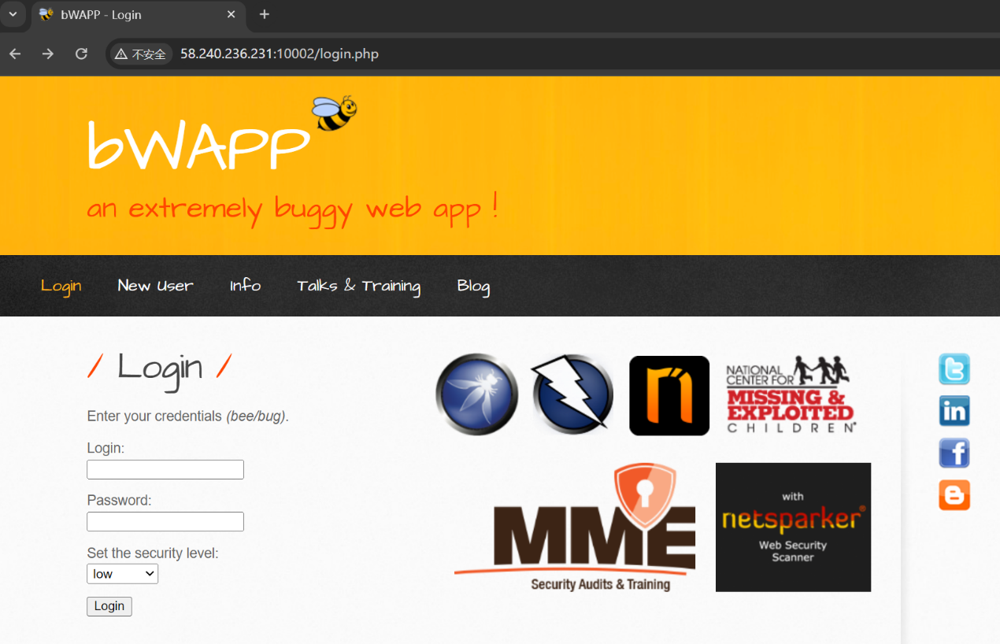 bWAPP - Login
不安全
58.240.236.231:10002/login.php
bWAPP
an extremely buggy web app !
Login
New User
Info
Talks & Training
Blog
/ Login /
Enter your credentials (bee/bug).
Login:
Password:
Set the security level:
low
Login
NATIONAL
CENTER FOR
MISSING &
EXPLOITED
CHILDREN®
MME
Security Audits & Training
with
netsparker®
Web Security
Scanner